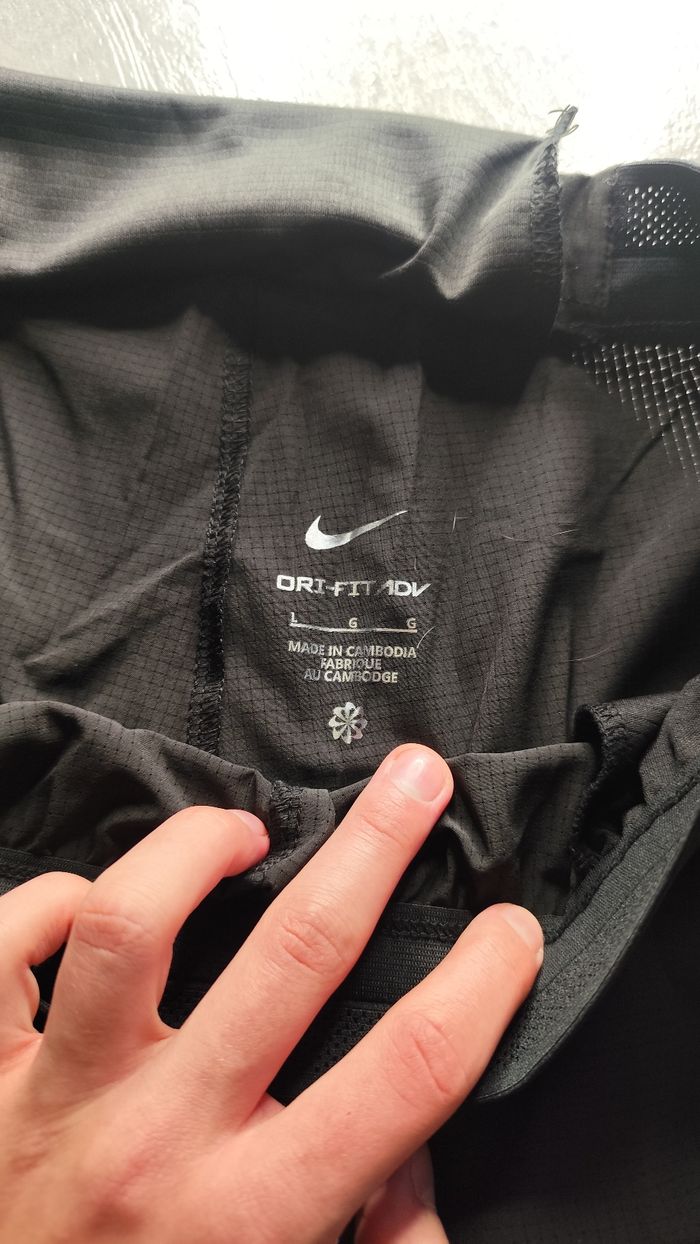 DRI-FIT ADV
L G G
MADE IN CAMBODIA
FABRIQUE
AU CAMBODGE